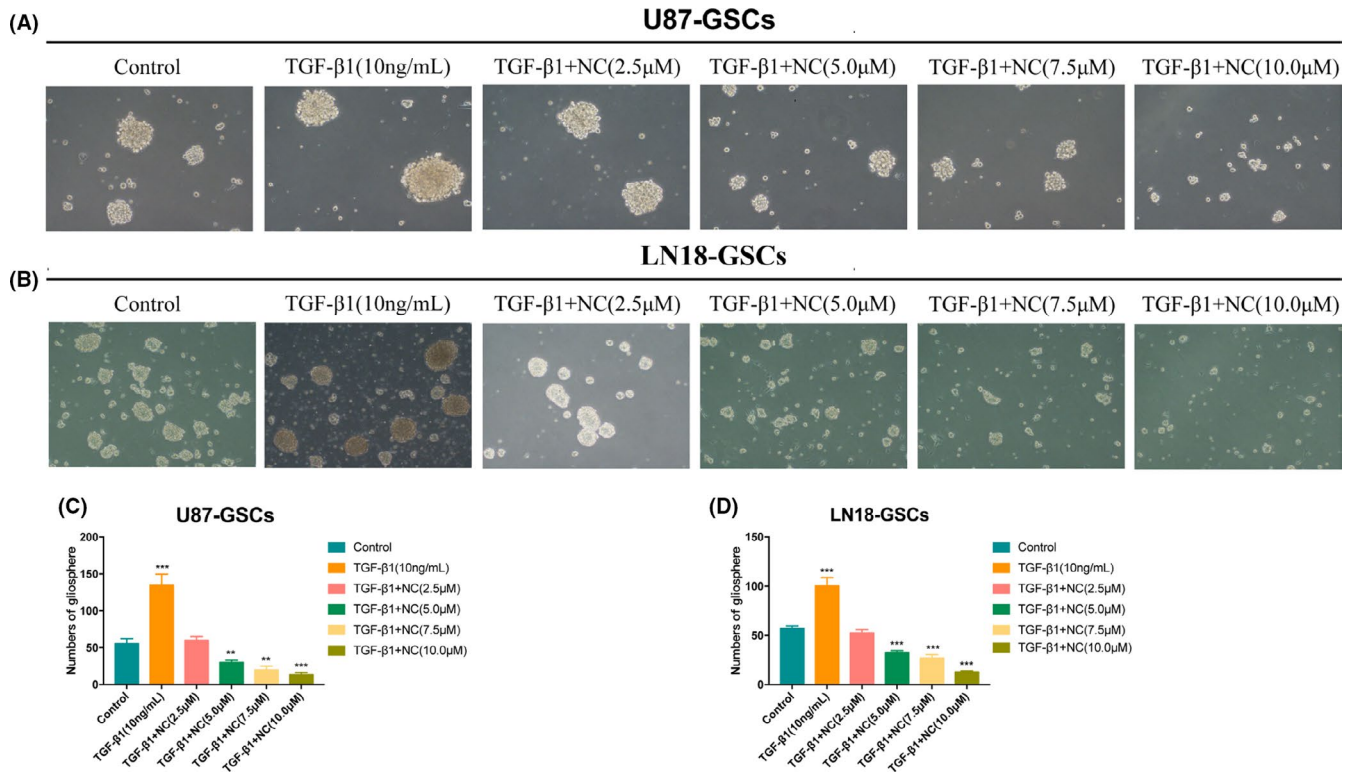 (A)
U87-GSCs
Control
TGF-β1(10ng/mL)
TGF-β1+NC(2.5μM)
TGF-β1+NC(5.0μM)
TGF-β1+NC(7.5μM)
TGF-β1+NC(10.0μM)
LN18-GSCs
(B)
Control
TGF-β1(10ng/mL)
TGF-β1+NC(2.5μM)
TGF-β1+NC(5.0μM)
TGF-β1+NC(7.5μM)
TGF-β1+NC(10.0μM)
(C)
U87-GSCs
Numbers of gliosphere
200
150
100
50
0
***
**
**
***
Control
TGF-β1(10ng/mL)
TGF-β1+NC(2.5μM)
TGF-β1+NC(5.0μM)
TGF-β1+NC(7.5μM)
TGF-β1+NC(10.0μM)
Control
TGF-β1(10ng/mL)
TGF-β1+NC(2.5μM)
TGF-β1+NC(5.0μM)
TGF-β1+NC(7.5μM)
TGF-β1+NC(10.0μM)
(D)
LN18-GSCs
Numbers of gliosphere
150
100
50
0
***
***
***
***
Control
TGF-β1(10ng/mL)
TGF-β1+NC(2.5μM)
TGF-β1+NC(5.0μM)
TGF-β1+NC(7.5μM)
TGF-β1+NC(10.0μM)
Control
TGF-β1(10ng/mL)
TGF-β1+NC(2.5μM)
TGF-β1+NC(5.0μM)
TGF-β1+NC(7.5μM)
TGF-β1+NC(10.0μM)